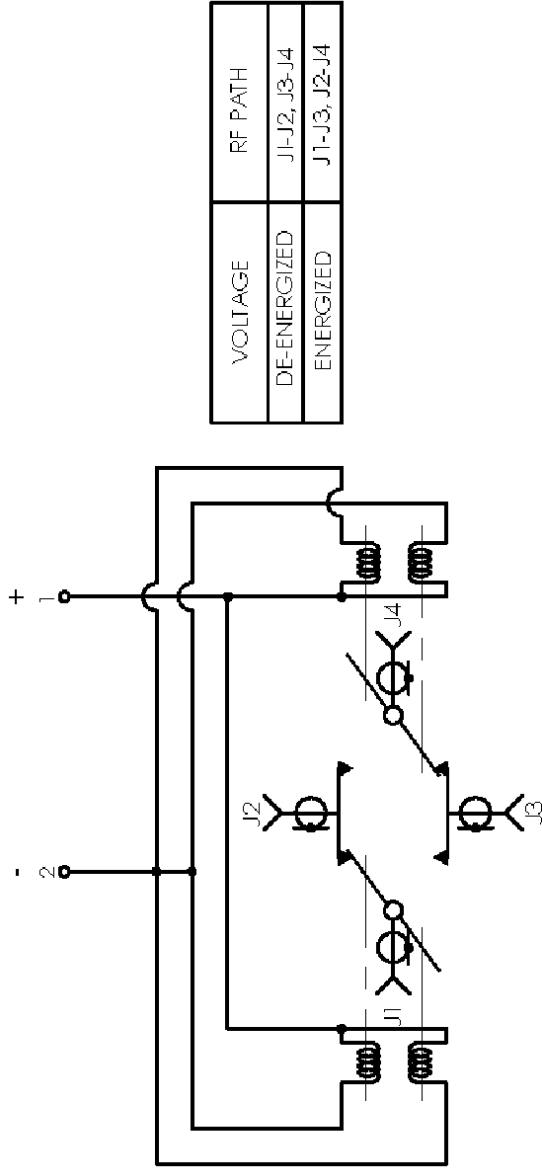 +
1
-
2
J2
J4
J1
J3
VOLTAGE RF PATH
DE-ENERGIZED J1-J2, J3-J4
ENERGIZED J1-J3, J2-J4